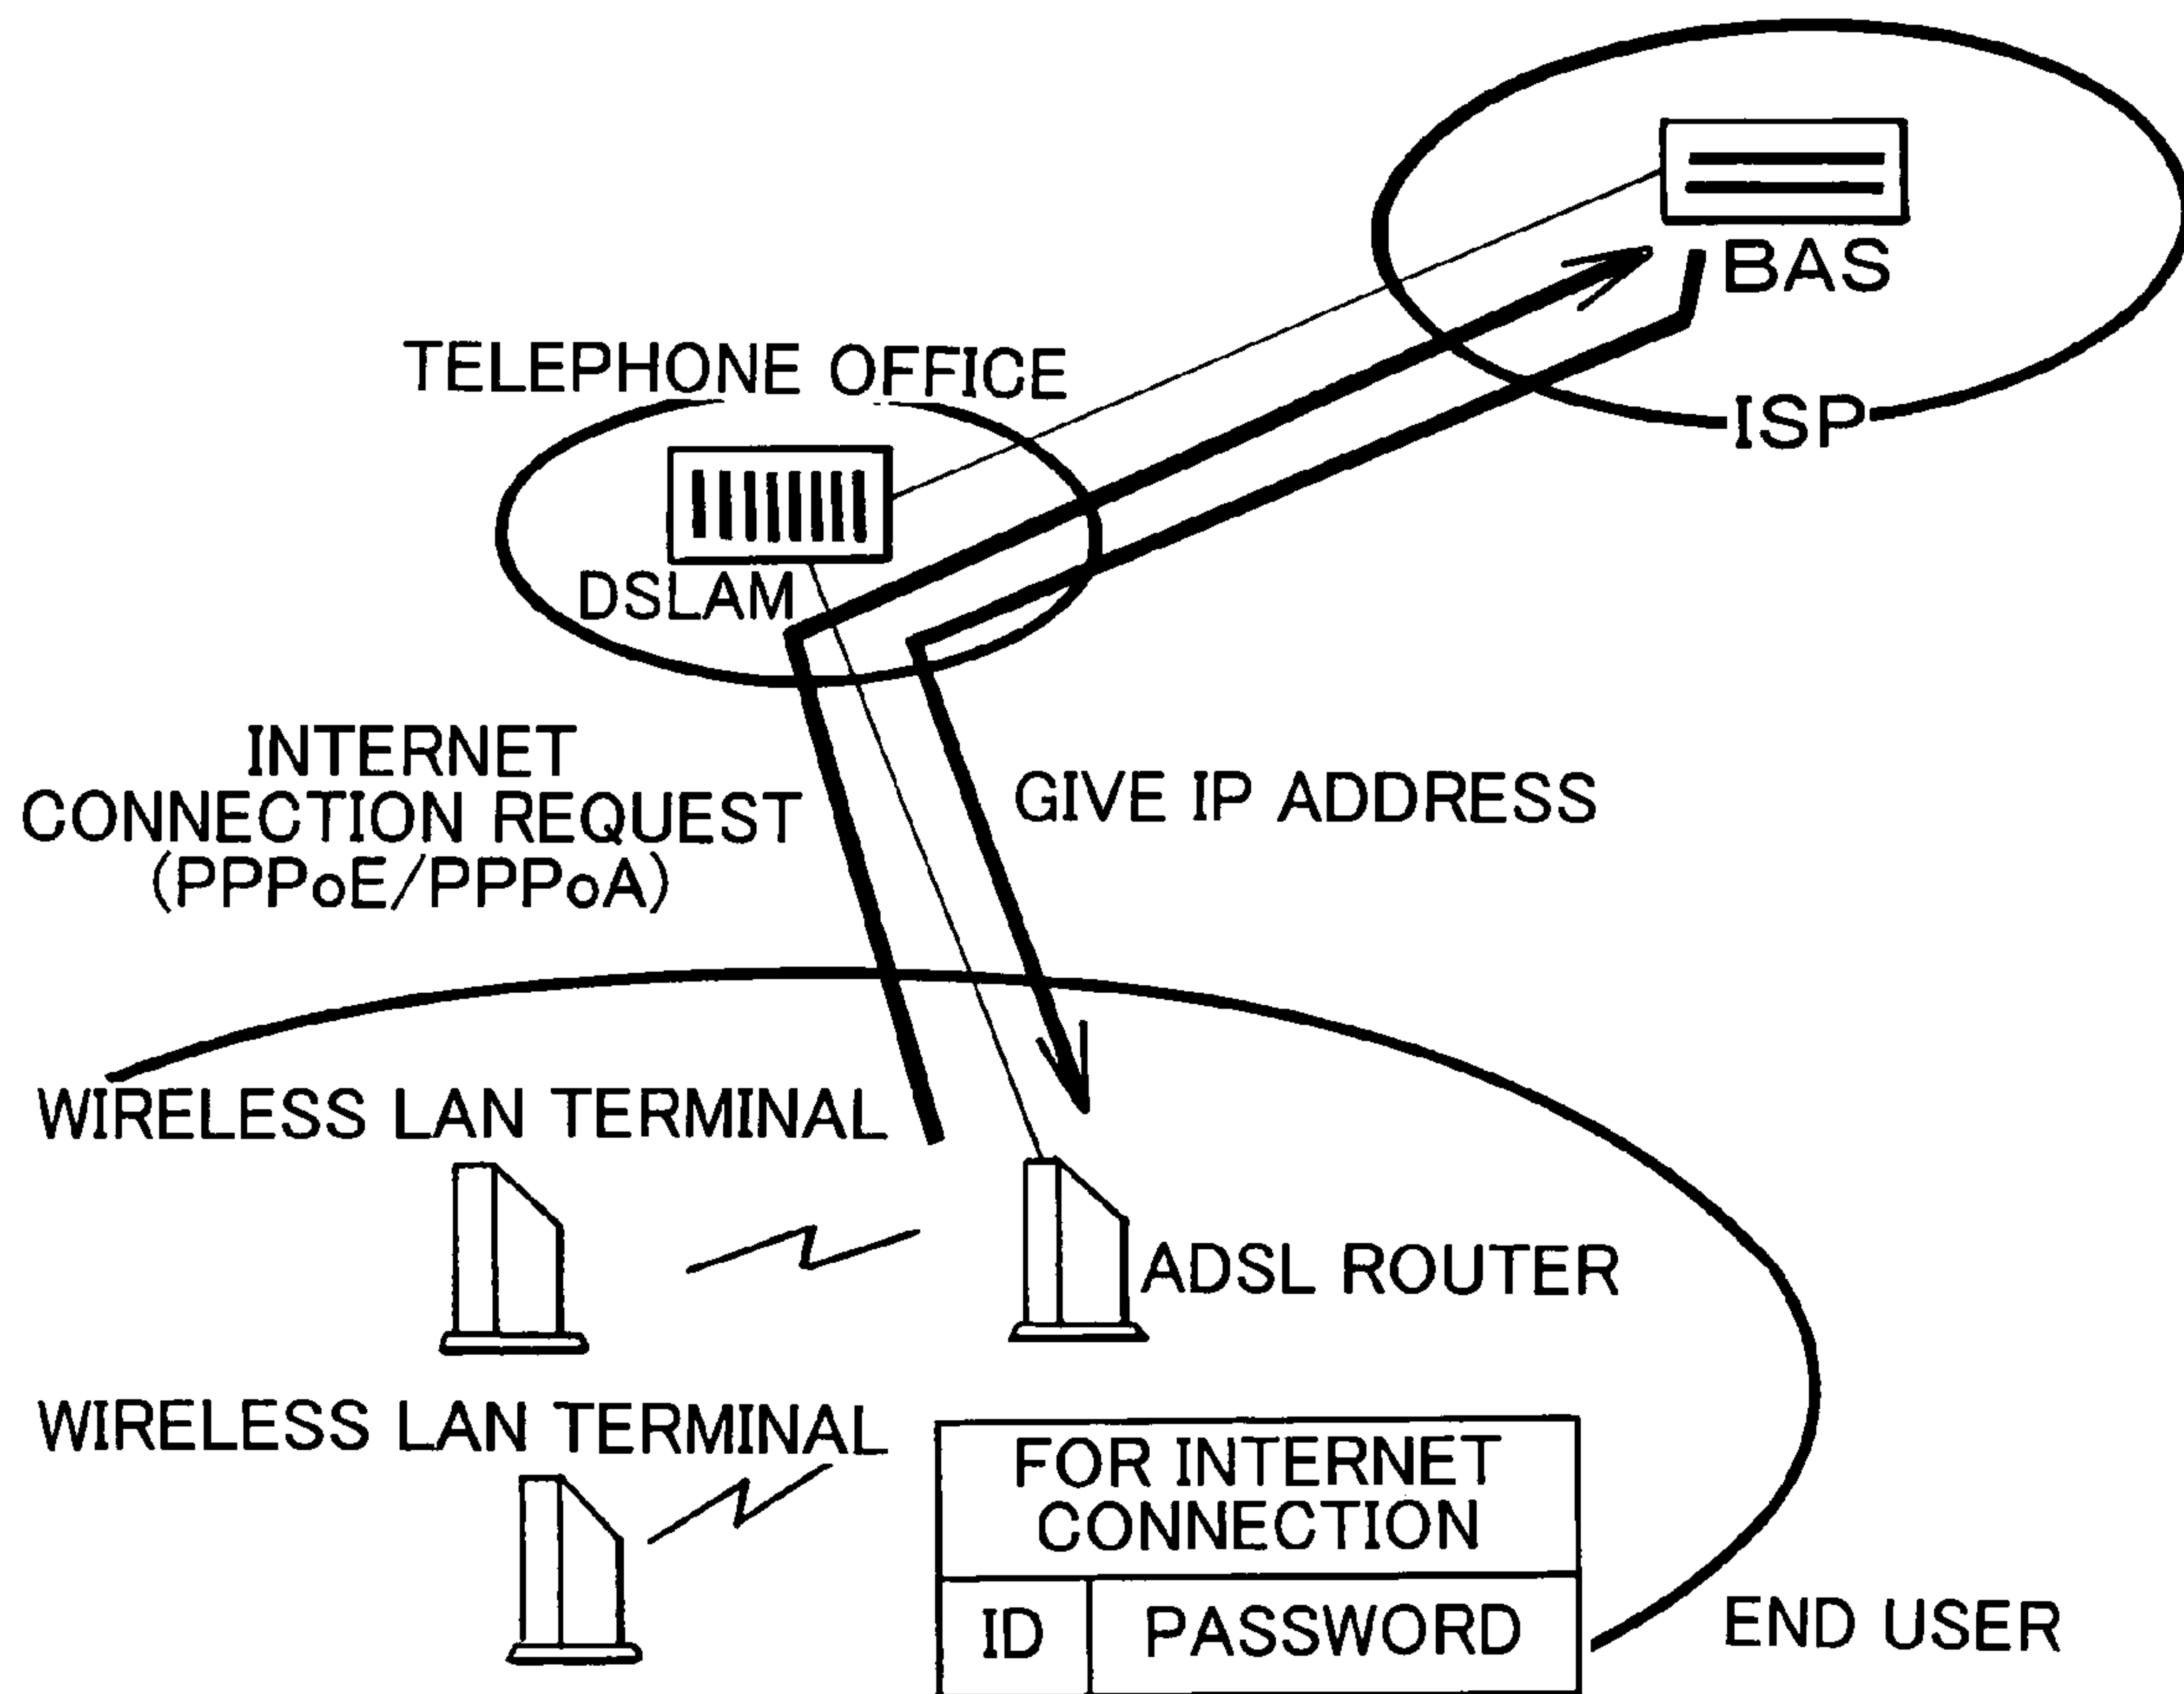 BAS
TELEPHONE OFFICE
ISP
DSLAM
INTERNET
CONNECTION REQUEST
(PPPoE/PPPoA)
GIVE IP ADDRESS
WIRELESS LAN TERMINAL
ADSL ROUTER
WIRELESS LAN TERMINAL
FOR INTERNET
CONNECTION
ID
PASSWORD
END USER